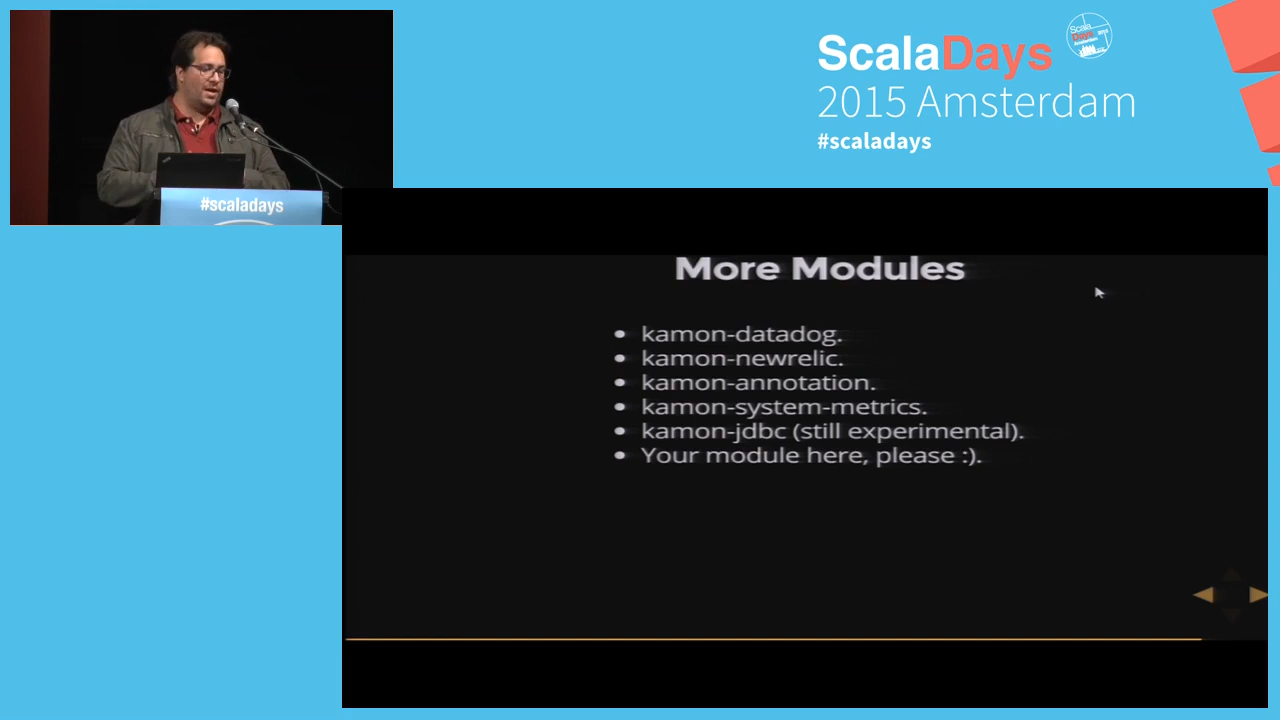 ScalaDays
2015 Amsterdam
#scaladays
#scaladays
More Modules
• kamon-datadog.
• kamon-newrelic.
• kamon-annotation.
• kamon-system-metrics.
• kamon-jdbc (still experimental).
• Your module here, please :).